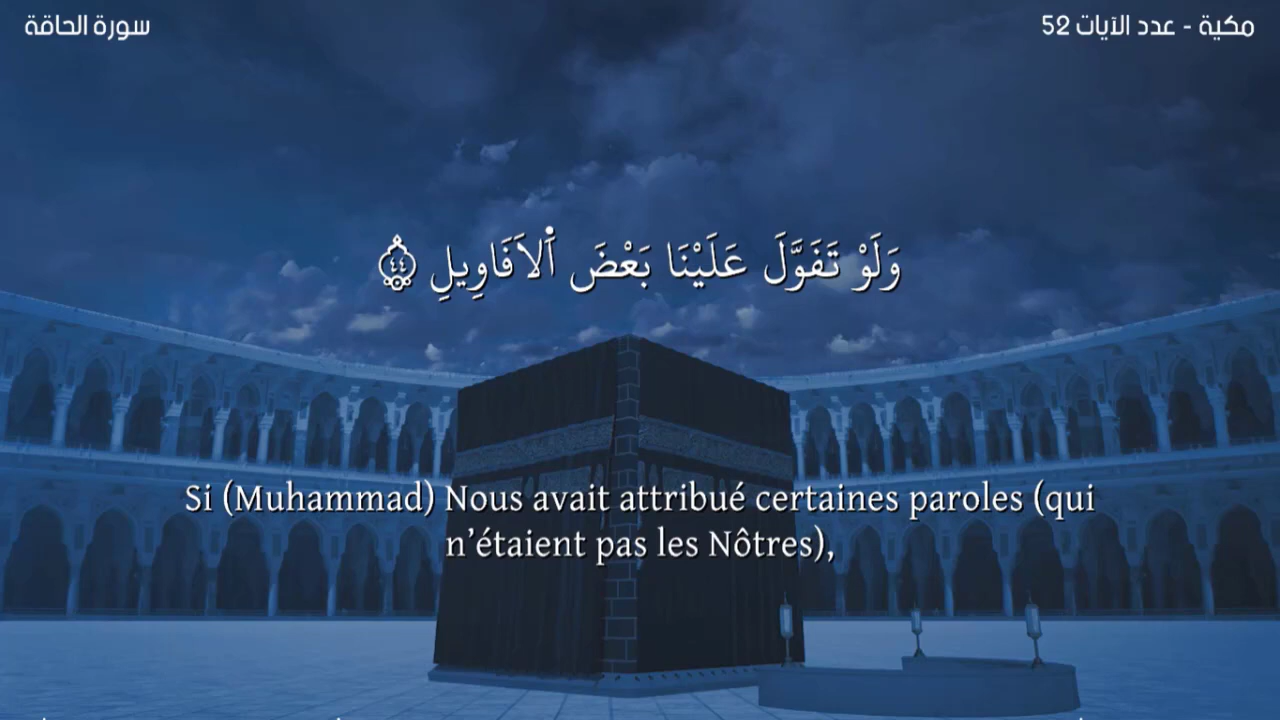 سورة الحاقة
مكية - عدد الآيات 52
وَلَوْ تَقَوَّلَ عَلَيْنَا بَعْضَ اَ۬لَاقَاوِيلِ ٤٤
Si (Muhammad) Nous avait attribué certaines paroles (qui
n’étaient pas les Nôtres),